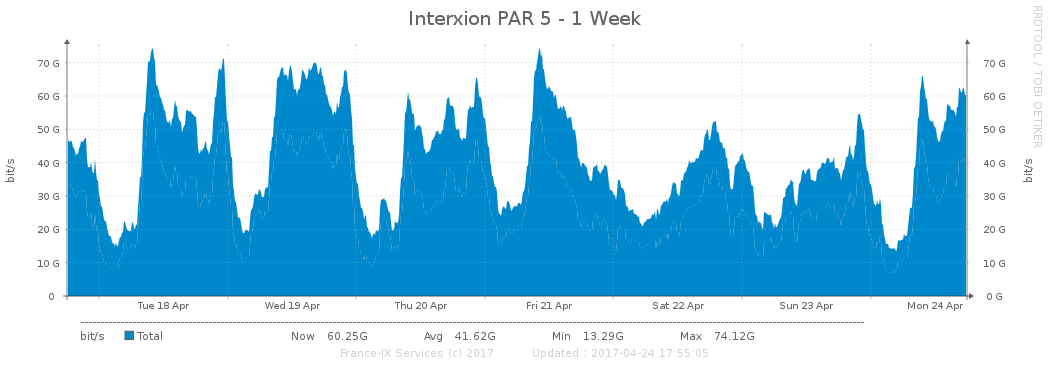 Interxion PAR 5 - 1 Week
RRDTOOL / TOBI OETIKER
bit/s
70 G 70 G
60 G 60 G
50 G 50 G
40 G 40 G
30 G 30 G
20 G 20 G
10 G 10 G
0 0 G
bit/s
Tue 18 Apr Wed 19 Apr Thu 20 Apr Fri 21 Apr Sat 22 Apr Sun 23 Apr Mon 24 Apr
bit/s Total Now 60.25G Avg 41.62G Min 13.29G Max 74.12G
France-IX Services (c) 2017 Updated : 2017-04-24 17:55:05